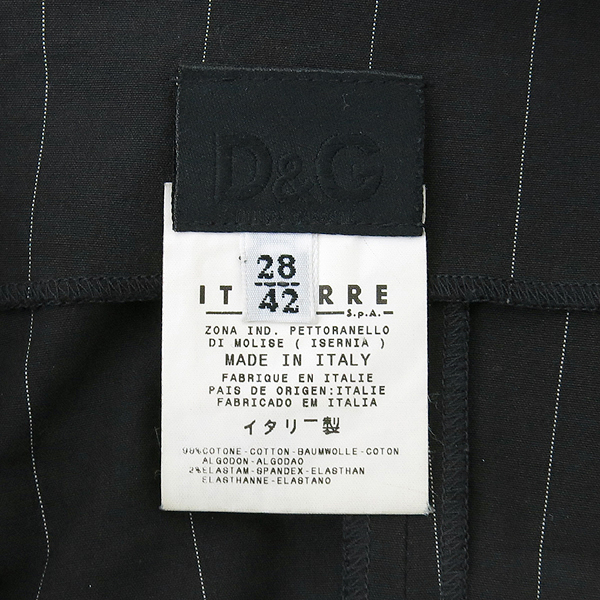 D&G
28
42
IT RRE
S.p.A.
ZONA IND. PETTORANELLO
DI MOLISE ( ISERNIA )
MADE IN ITALY
FABRIQUE EN ITALIE
PAIS DE ORIGEN:ITALIE
FABRICADO EM ITALIA
イタリー製
98%COTONE-COTTON-BAUMWOLLE-COTON
ALGODON-ALGODAO
2%ELASTAM-SPANDEX-ELASTHAN
ELASTHANNE-ELASTANO